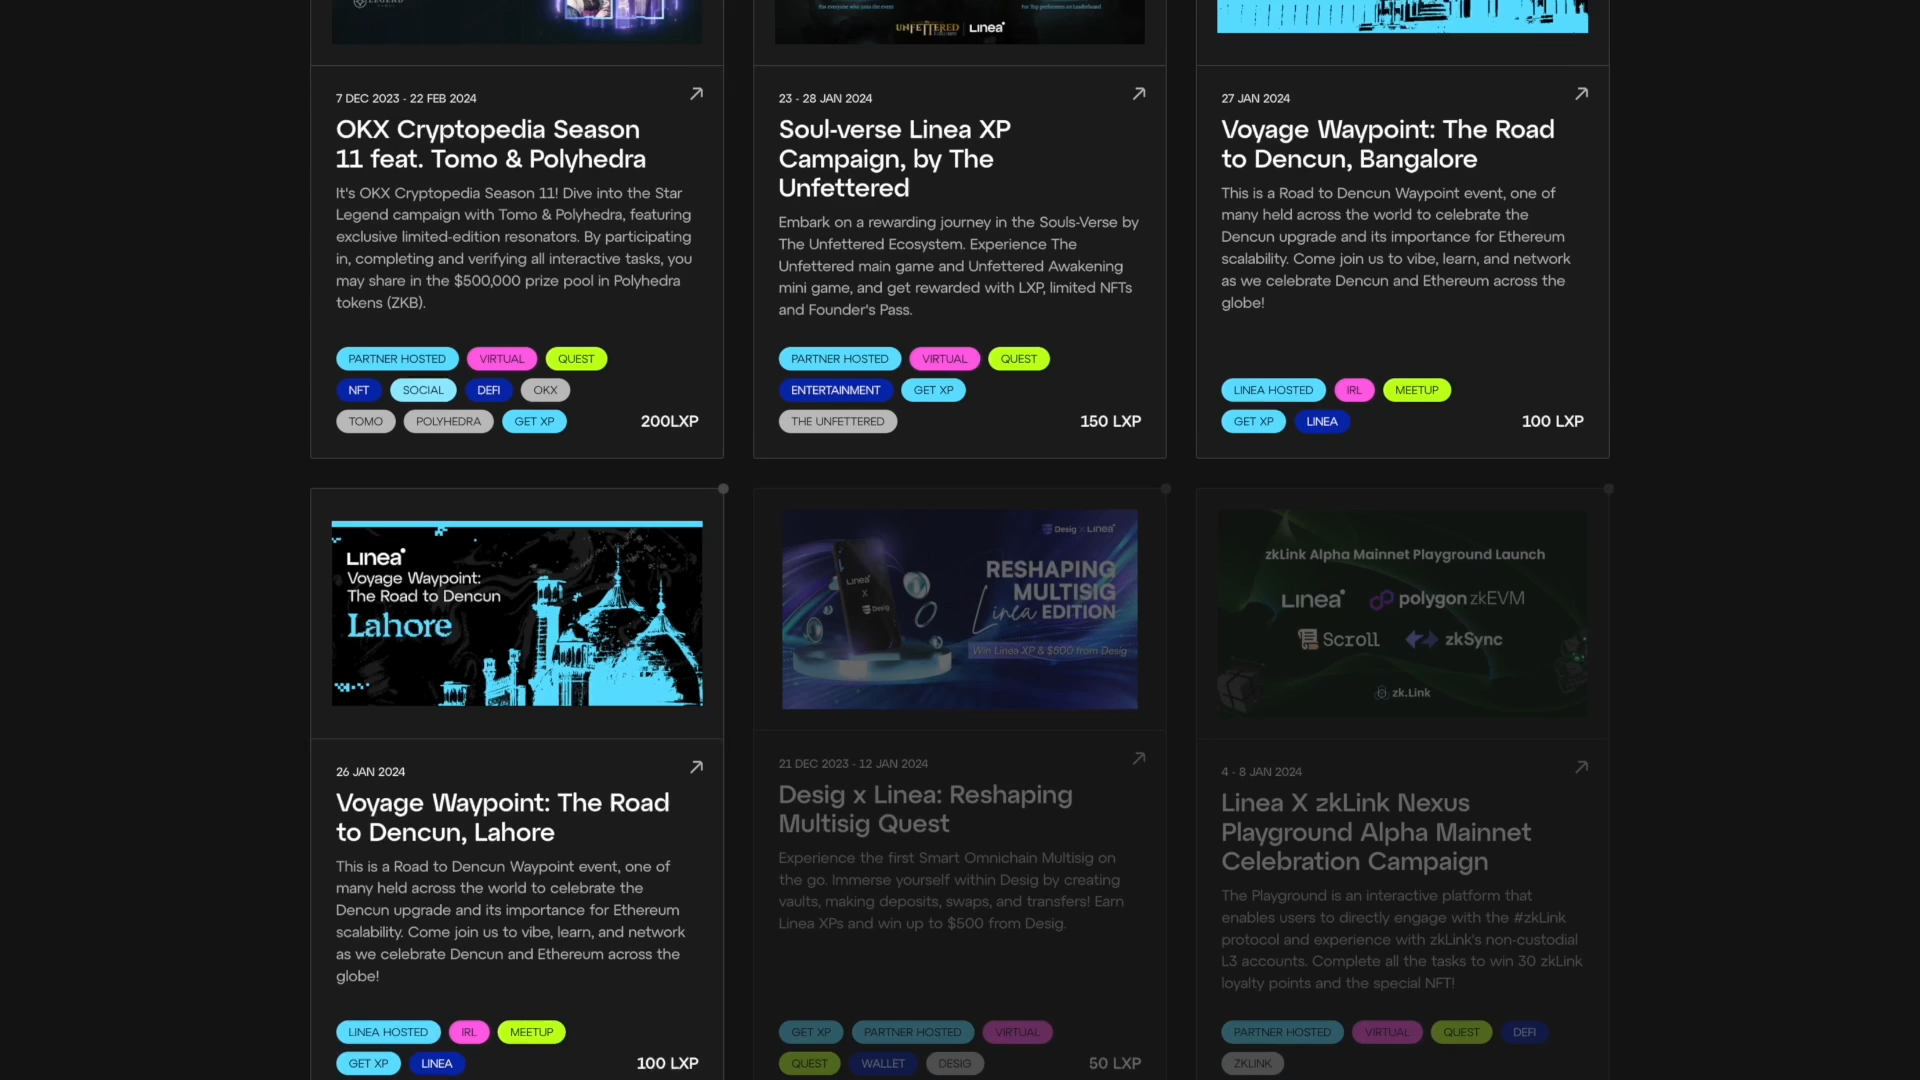 LEGEND
For everyone who joins the event
For Top performers on Leaderboard
UNFETTERED | Linea
7 DEC 2023 - 22 FEB 2024
OKX Cryptopedia Season
11 feat. Tomo & Polyhedra
It's OKX Cryptopedia Season 11! Dive into the Star
Legend campaign with Tomo & Polyhedra, featuring
exclusive limited-edition resonators. By participating
in, completing and verifying all interactive tasks, you
may share in the $500,000 prize pool in Polyhedra
tokens (ZKB).
PARTNER HOSTED VIRTUAL QUEST
NFT SOCIAL DEFI OKX
TOMO POLYHEDRA GET XP 200LXP
23 - 28 JAN 2024
Soul-verse Linea XP
Campaign, by The
Unfettered
Embark on a rewarding journey in the Souls-Verse by
The Unfettered Ecosystem. Experience The
Unfettered main game and Unfettered Awakening
mini game, and get rewarded with LXP, limited NFTs
and Founder's Pass.
PARTNER HOSTED VIRTUAL QUEST
ENTERTAINMENT GET XP
THE UNFETTERED 150 LXP
27 JAN 2024
Voyage Waypoint: The Road
to Dencun, Bangalore
This is a Road to Dencun Waypoint event, one of
many held across the world to celebrate the
Dencun upgrade and its importance for Ethereum
scalability. Come join us to vibe, learn, and network
as we celebrate Dencun and Ethereum across the
globe!
LINEA HOSTED IRL MEETUP
GET XP LINEA 100 LXP
Linea
Voyage Waypoint:
The Road to Dencun
Lahore
26 JAN 2024
Voyage Waypoint: The Road
to Dencun, Lahore
This is a Road to Dencun Waypoint event, one of
many held across the world to celebrate the
Dencun upgrade and its importance for Ethereum
scalability. Come join us to vibe, learn, and network
as we celebrate Dencun and Ethereum across the
globe!
LINEA HOSTED IRL MEETUP
GET XP LINEA 100 LXP
Desig x Linea
RESHAPING
MULTISIG
Linea EDITION
Win Linea XP & $500 from Desig
Linea
X
Desig
21 DEC 2023 - 12 JAN 2024
Desig x Linea: Reshaping
Multisig Quest
Experience the first Smart Omnichain Multisig on
the go. Immerse yourself within Desig by creating
vaults, making deposits, swaps, and transfers! Earn
Linea XPs and win up to $500 from Desig.
GET XP PARTNER HOSTED VIRTUAL
QUEST WALLET DESIG 50 LXP
zkLink Alpha Mainnet Playground Launch
Linea polygon zkEVM
Scroll zkSync
zk.Link
4 - 8 JAN 2024
Linea X zkLink Nexus
Playground Alpha Mainnet
Celebration Campaign
The Playground is an interactive platform that
enables users to directly engage with the #zkLink
protocol and experience with zkLink's non-custodial
L3 accounts. Complete all the tasks to win 30 zkLink
loyalty points and the special NFT!
PARTNER HOSTED VIRTUAL QUEST DEFI
ZKLINK